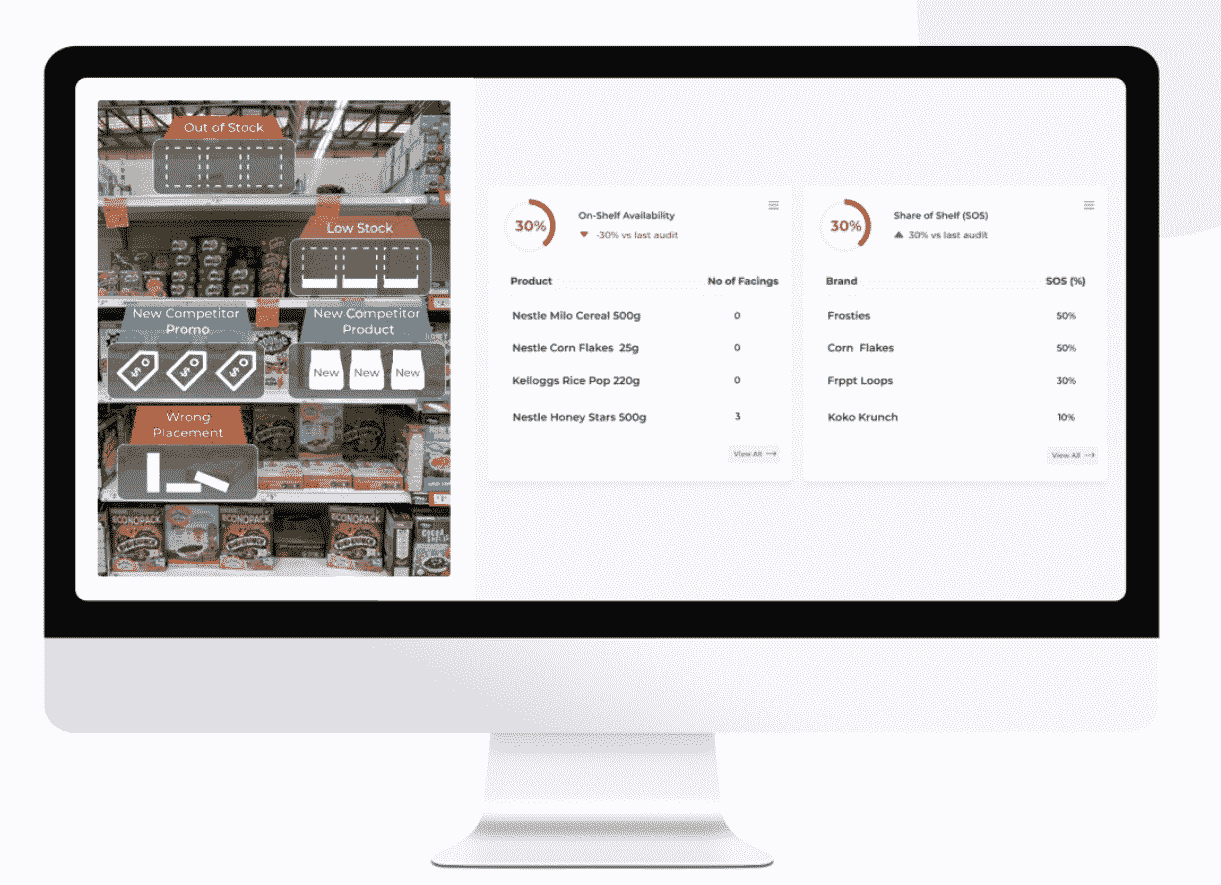 Out of Stock
Low Stock
New Competitor
Promo
New Competitor
Product
New New New
Wrong
Placement
ECONOPACK
ECONOPACK
ECONOPACK
30%
On-Shelf Availability
-30% vs last audit
Product No of Facings
Nestle Milo Cereal 500g 0
Nestle Corn Flakes 25g 0
Kelloggs Rice Pop 220g 0
Nestle Honey Stars 500g 3
View All
30%
Share of Shelf (SOS)
30% vs last audit
Brand SOS (%)
Frosties 50%
Corn Flakes 50%
Frppt Loops 30%
Koko Krunch 10%
View All